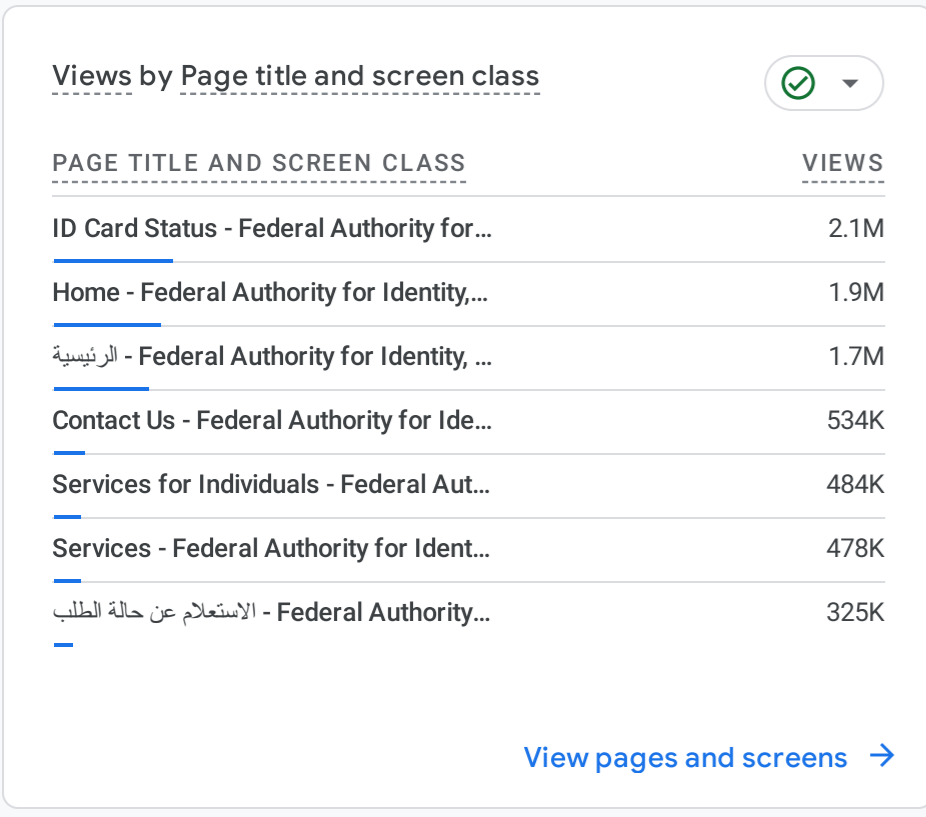 Views by Page title and screen class
PAGE TITLE AND SCREEN CLASS VIEWS
ID Card Status - Federal Authority for... 2.1M
Home - Federal Authority for Identity,... 1.9M
الرئيسية - Federal Authority for Identity, ... 1.7M
Contact Us - Federal Authority for Ide... 534K
Services for Individuals - Federal Aut... 484K
Services - Federal Authority for Ident... 478K
الاستعلام عن حالة الطلب - Federal Authority... 325K
View pages and screens